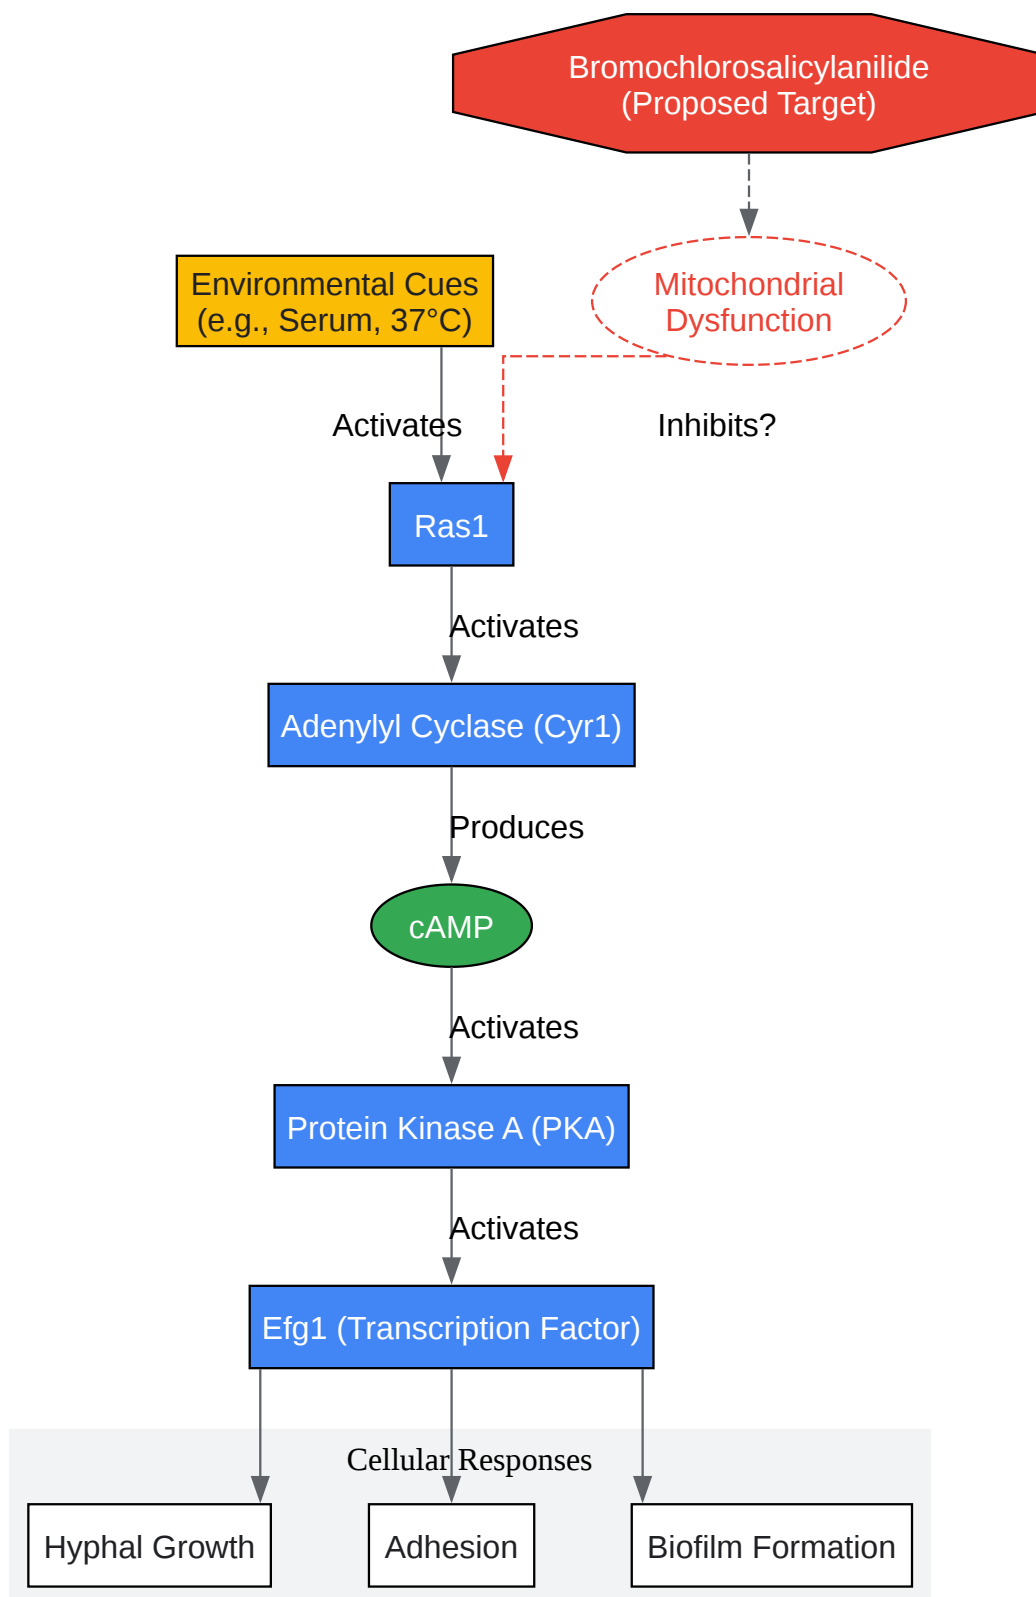 Bromochlorosalicylanilide
(Proposed Target)
Environmental Cues
(e.g., Serum, 37°C)
Mitochondrial
Dysfunction
Activates
Inhibits?
Ras1
Activates
Adenylyl Cyclase (Cyr1)
Produces
cAMP
Activates
Protein Kinase A (PKA)
Activates
Efg1 (Transcription Factor)
Cellular Responses
Hyphal Growth
Adhesion
Biofilm Formation